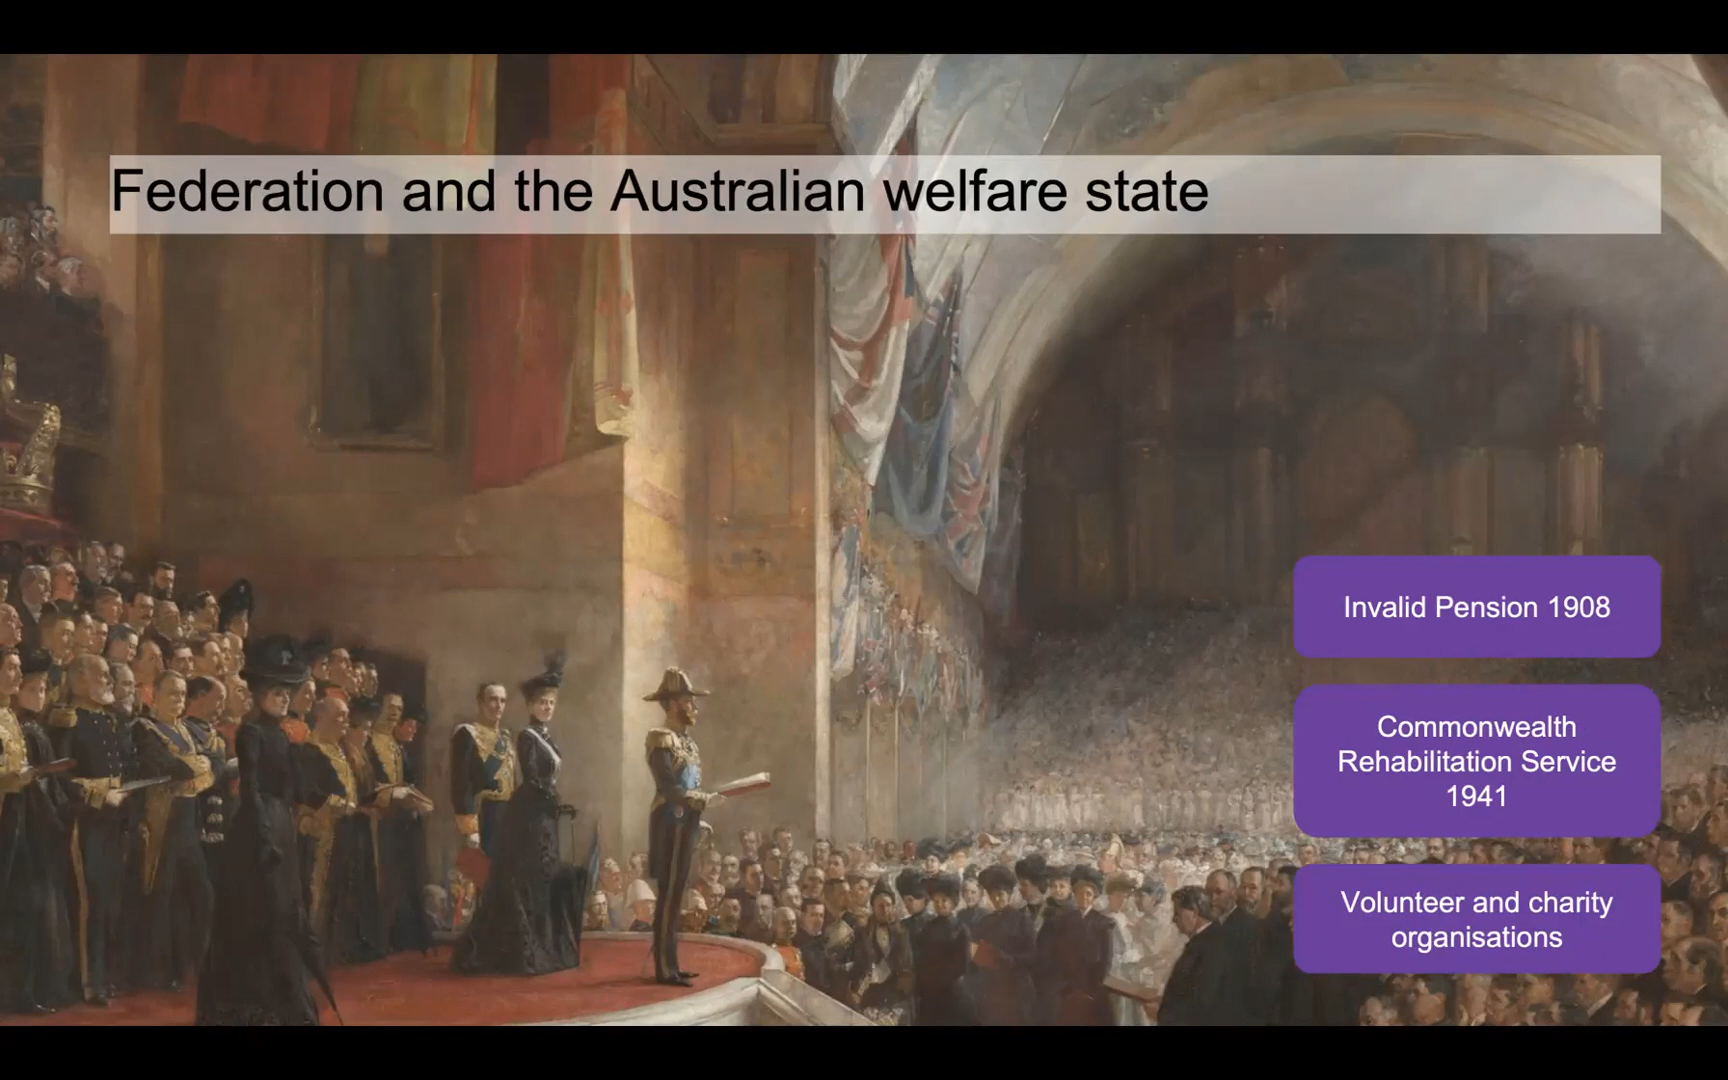 Federation and the Australian welfare state
Invalid Pension 1908
Commonwealth
Rehabilitation Service
1941
Volunteer and charity
organisations